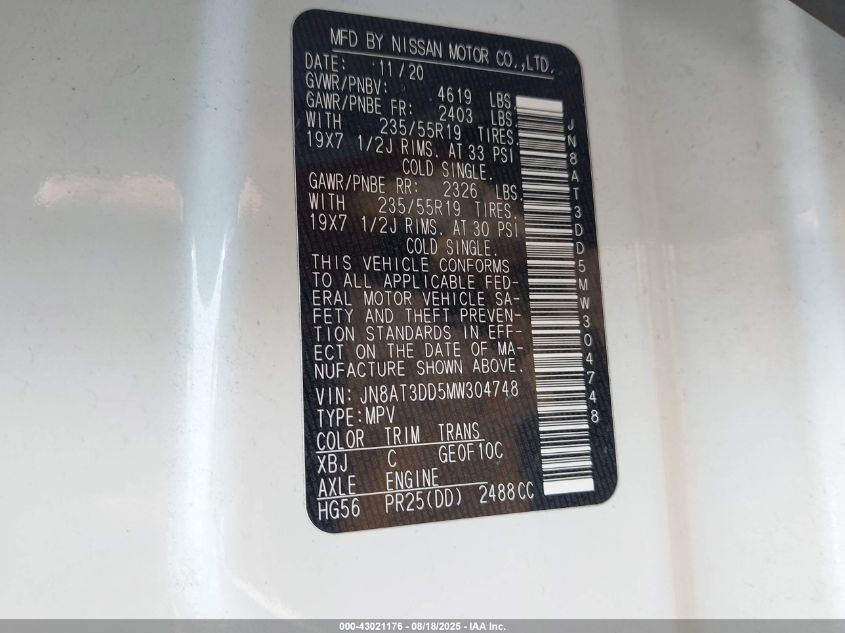 MFD BY NISSAN MOTOR CO.,LTD.
DATE: 11/20
GVWR/PNBV: 4619 LBS.
GAWR/PNBE FR: 2403 LBS.
WITH 235/55R19 TIRES.
19X7 1/2J RIMS. AT 33 PSI
COLD SINGLE.
GAWR/PNBE RR: 2326 LBS.
WITH 235/55R19 TIRES.
19X7 1/2J RIMS. AT 30 PSI
COLD SINGLE.
THIS VEHICLE CONFORMS
TO ALL APPLICABLE FED-
ERAL MOTOR VEHICLE SA-
FETY AND THEFT PREVEN-
TION STANDARDS IN EFF-
ECT ON THE DATE OF MA-
NUFACTURE SHOWN ABOVE.
VIN: JN8AT3DD5MW304748
TYPE:MPV
COLOR TRIM TRANS
XBJ C GE0F10C
AXLE ENGINE
HG56 PR25(DD) 2488CC
JN8AT3DD5MW304748
000-43021176 - 08/18/2025 - IAA Inc.